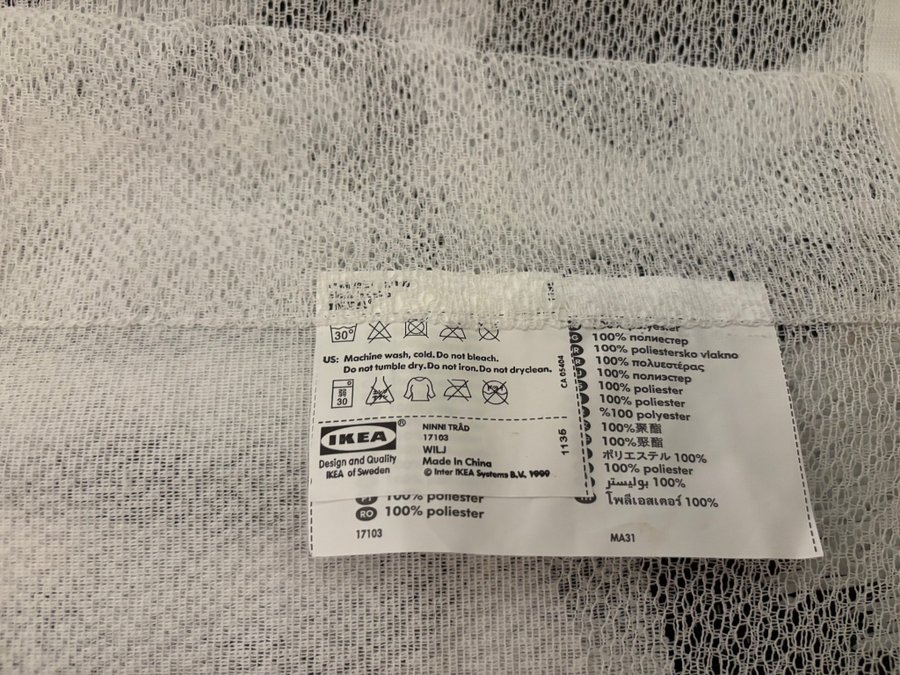 30°
US: Machine wash, cold. Do not bleach.
Do not tumble dry. Do not iron. Do not dryclean.
30
IKEA®
Design and Quality
IKEA of Sweden
NINNI TRÅD
17103
WILJ
Made in China
© Inter IKEA Systems B.V. 1999
1135
CA 05404
100% poliester
RO 100% poliester
17103
polyester
100% полиестер
100% poliestersko vlakno
100% πολυεστέρας
100% полиэстер
100% poliester
100% poliester
%100 polyester
100%聚酯
100%聚酯
ポリエステル 100%
100% poliester
بوليستر %100
โพลีเอสเตอร์ 100%
MA31